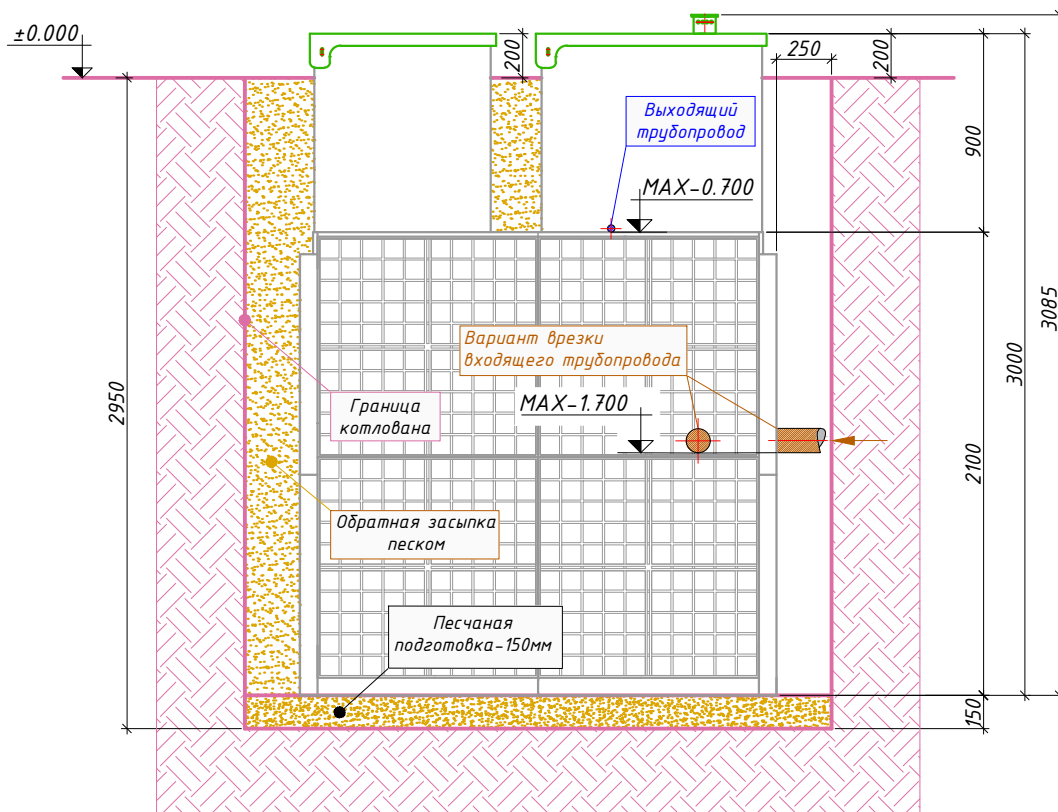 ±0.000
200
250
200
Выходящий
трубопровод
900
MAX-0.700
3085
3000
Вариант врезки
входящего трубопровода
2950
Граница
котлована
MAX-1.700
2100
Обратная засыпка
песком
Песчаная
подготовка-150мм
150